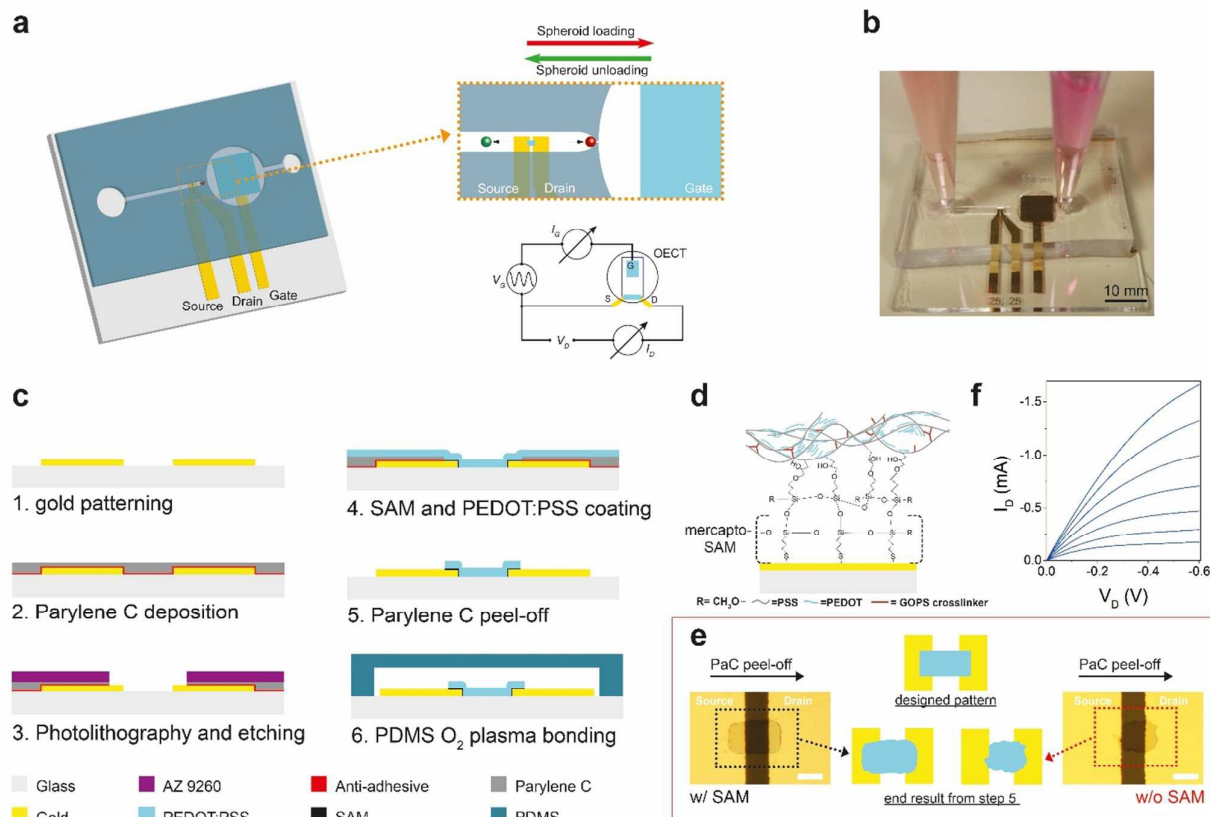 a
Spheroid loading
Spheroid unloading
Source
Drain
Gate
Source
Drain
Gate
I_G
OECT
V_G
G
S
D
V_D
I_D
b
10 mm
c
1. gold patterning
2. Parylene C deposition
3. Photolithography and etching
4. SAM and PEDOT:PSS coating
5. Parylene C peel-off
6. PDMS O₂ plasma bonding
Glass
AZ 9260
Anti-adhesive
Parylene C
Gold
PEDOT:PSS
SAM
PDMS
d
mercapto-
SAM
R= CH₃O-
=PSS
=PEDOT
= GOPS crosslinker
f
I_D (mA)
-1.5
-1.0
-0.5
0.0
0.0
-0.2
-0.4
-0.6
V_D (V)
e
PaC peel-off
Source
Drain
w/ SAM
designed pattern
end result from step 5
PaC peel-off
Source
Drain
w/o SAM